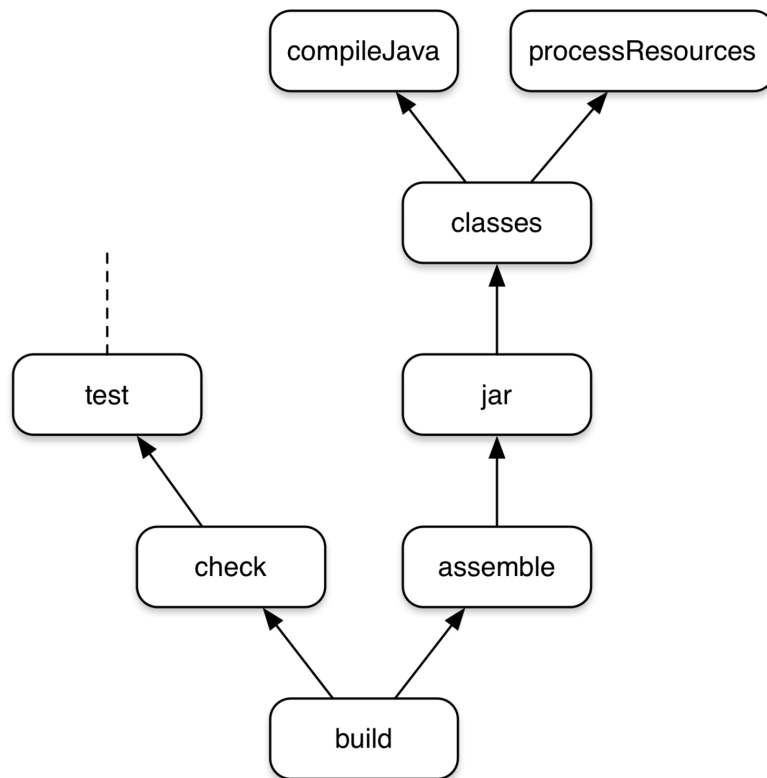 compileJava
processResources
classes
test
jar
check
assemble
build